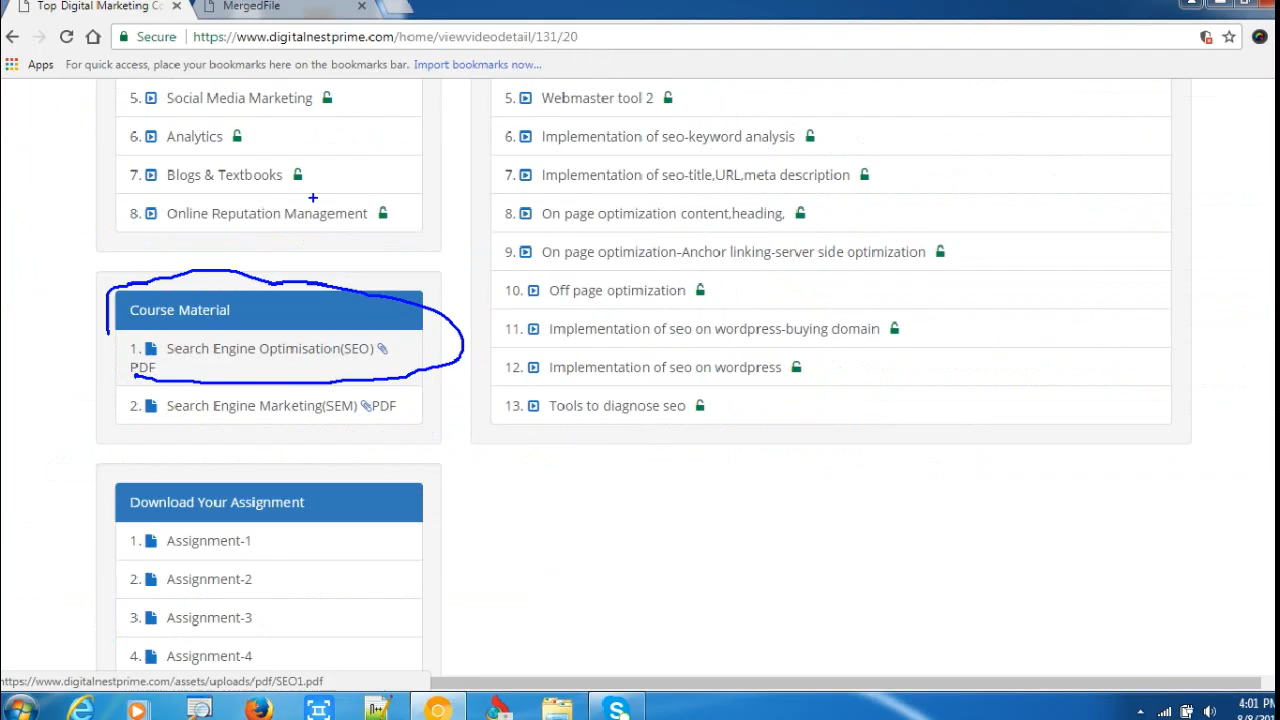 Top Digital Marketing Co
MergedFile
Secure
https://www.digitalnestprime.com/home/viewvideodetail/131/20
Apps
For quick access, place your bookmarks here on the bookmarks bar. Import bookmarks now...
5. Social Media Marketing
6. Analytics
7. Blogs & Textbooks
8. Online Reputation Management
Course Material
1. Search Engine Optimisation(SEO)
PDF
2. Search Engine Marketing(SEM) PDF
Download Your Assignment
1. Assignment-1
2. Assignment-2
3. Assignment-3
4. Assignment-4
5. Webmaster tool 2
6. Implementation of seo-keyword analysis
7. Implementation of seo-title,URL,meta description
8. On page optimization content,heading,
9. On page optimization-Anchor linking-server side optimization
10. Off page optimization
11. Implementation of seo on wordpress-buying domain
12. Implementation of seo on wordpress
13. Tools to diagnose seo
https://www.digitalnestprime.com/assets/uploads/pdf/SEO1.pdf
4:01 PM